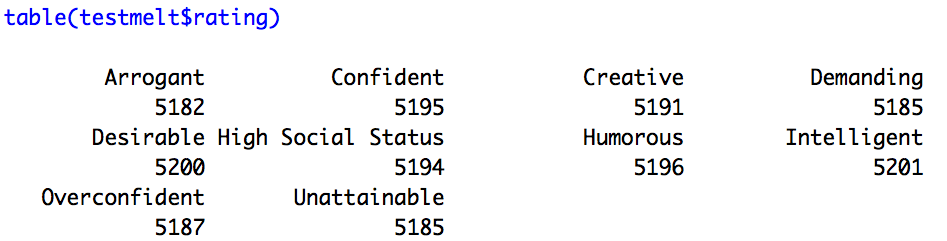 table(testmelt$rating)
Arrogant Confident Creative Demanding
5182 5195 5191 5185
Desirable High Social Status Humorous Intelligent
5200 5194 5196 5201
Overconfident Unattainable
5187 5185